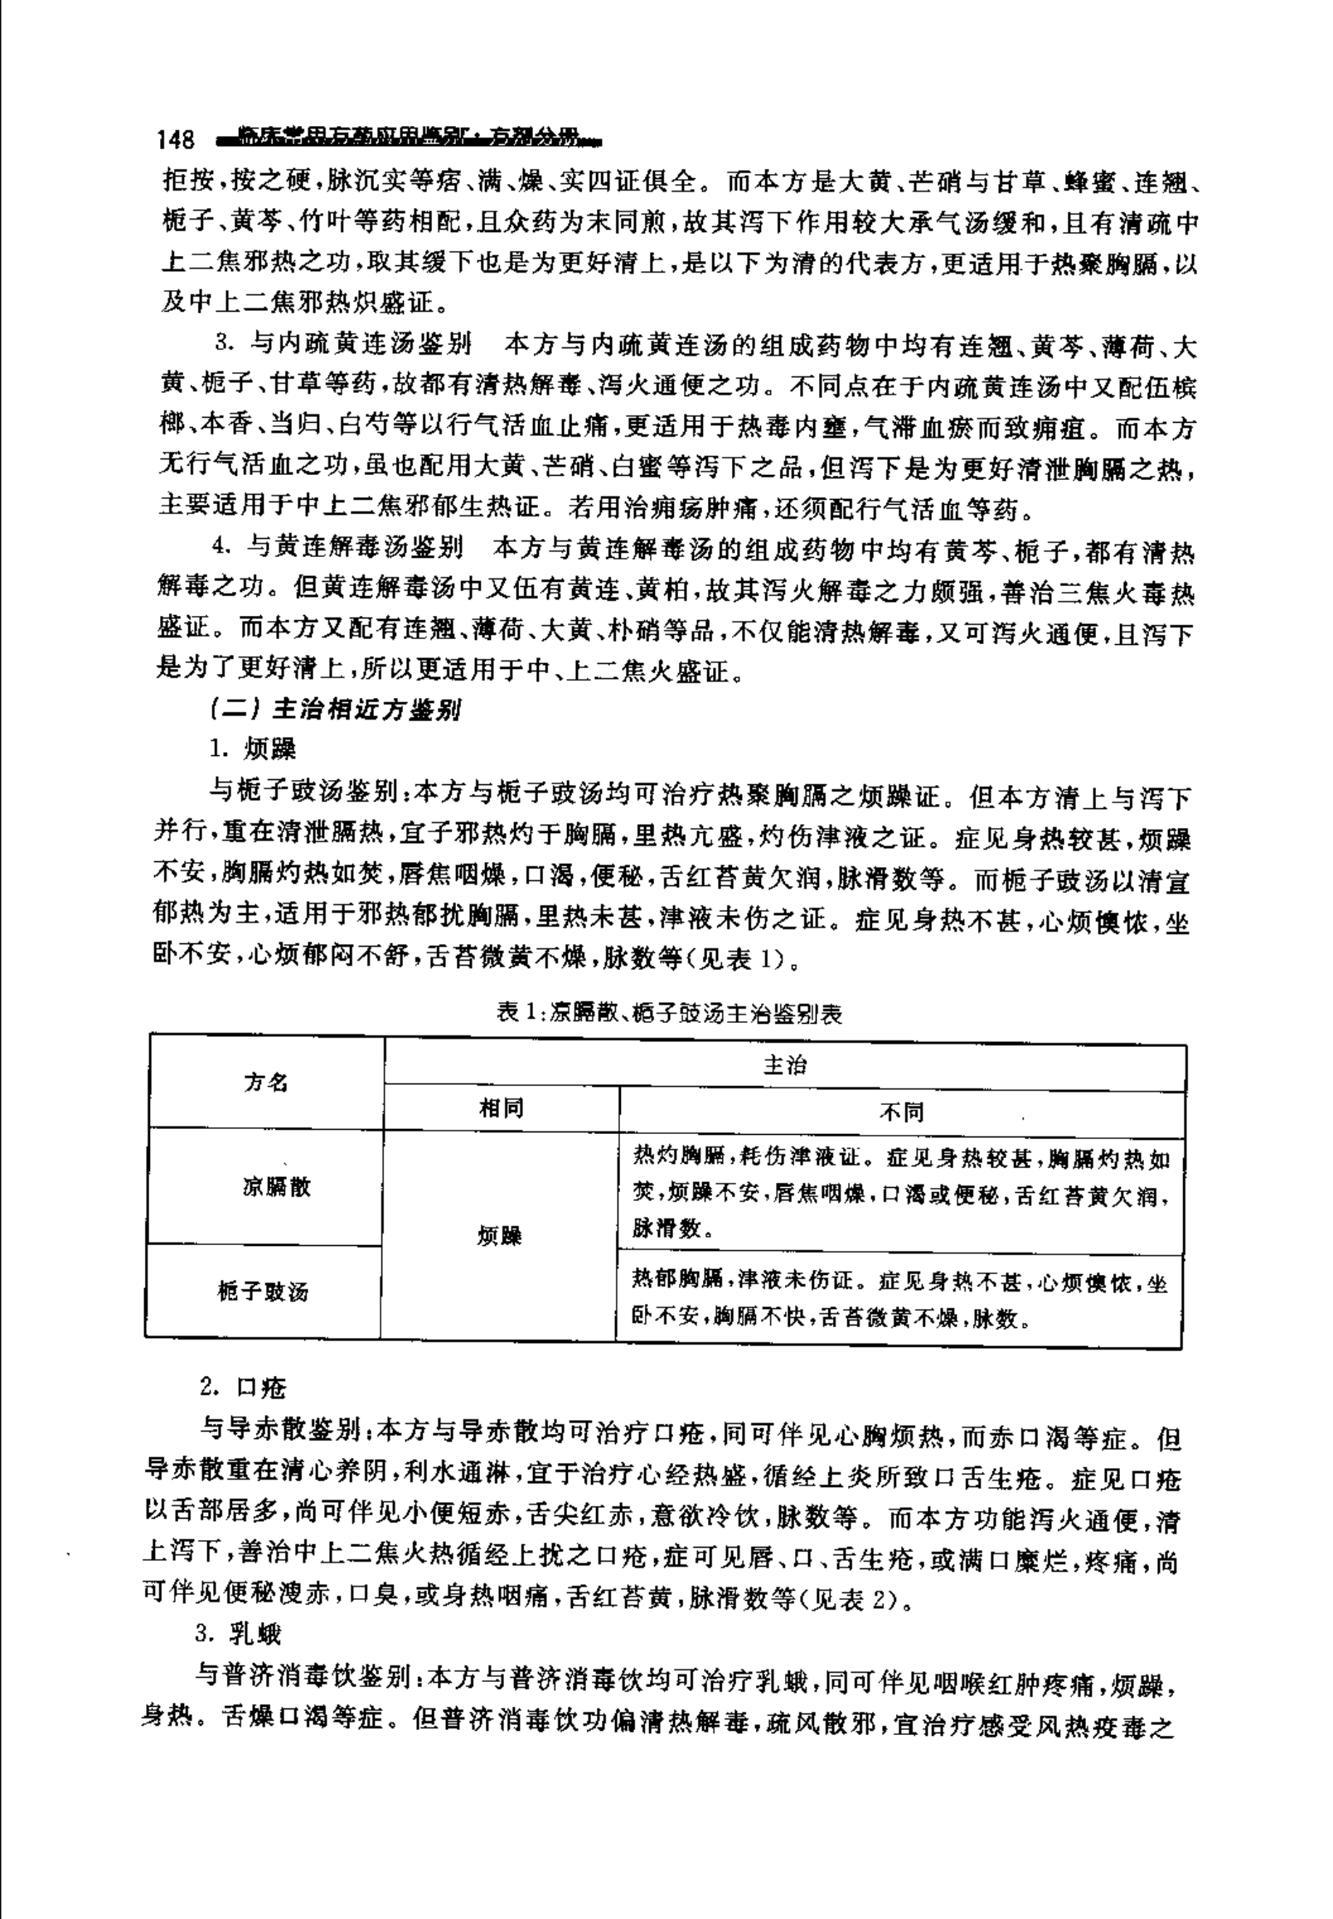 148 临床常用方药应用鉴别·方剂分册
拒按,按之硬,脉沉实等痞、满、燥、实四证俱全。而本方是大黄、芒硝与甘草、蜂蜜、连翘、
栀子、黄芩、竹叶等药相配,且众药为末同煎,故其泻下作用较大承气汤缓和,且有清疏中
上二焦邪热之功,取其缓下也是为更好清上,是以下为清的代表方,更适用于热聚胸膈,以
及中上二焦邪热炽盛证。
3. 与内疏黄连汤鉴别 本方与内疏黄连汤的组成药物中均有连翘、黄芩、薄荷、大
黄、栀子、甘草等药,故都有清热解毒、泻火通便之功。不同点在于内疏黄连汤中又配伍槟
榔、本香、当归、白芍等以行气活血止痛,更适用于热毒内壅,气滞血瘀而致痈疽。而本方
无行气活血之功,虽也配用大黄、芒硝、白蜜等泻下之品,但泻下是为更好清泄胸膈之热,
主要适用于中上二焦邪郁生热证。若用治痈疡肿痛,还须配行气活血等药。
4. 与黄连解毒汤鉴别 本方与黄连解毒汤的组成药物中均有黄芩、栀子,都有清热
解毒之功。但黄连解毒汤中又伍有黄连、黄柏,故其泻火解毒之力颇强,善治三焦火毒热
盛证。而本方又配有连翘、薄荷、大黄、朴硝等品,不仅能清热解毒,又可泻火通便,且泻下
是为了更好清上,所以更适用于中、上二焦火盛证。
(二)主治相近方鉴别
1. 烦躁
与栀子豉汤鉴别:本方与栀子豉汤均可治疗热聚胸膈之烦躁证。但本方清上与泻下
并行,重在清泄膈热,宜子邪热灼于胸膈,里热亢盛,灼伤津液之证。症见身热较甚,烦躁
不安,胸膈灼热如焚,唇焦咽燥,口渴,便秘,舌红苔黄欠润,脉滑数等。而栀子豉汤以清宣
郁热为主,适用于邪热郁扰胸膈,里热未甚,津液未伤之证。症见身热不甚,心烦懊侬,坐
卧不安,心烦郁闷不舒,舌苔微黄不燥,脉数等(见表 1)。
表 1:凉膈散、栀子豉汤主治鉴别表
方名
主治
相同
不同
凉膈散
烦躁
热灼胸膈,耗伤津液证。症见身热较甚,胸膈灼热如
焚,烦躁不安,唇焦咽燥,口渴或便秘,舌红苔黄欠润,
脉滑数。
栀子豉汤
热郁胸膈,津液未伤证。症见身热不甚,心烦懊侬,坐
卧不安,胸膈不快,舌苔微黄不燥,脉数。
2. 口疮
与导赤散鉴别:本方与导赤散均可治疗口疮,同可伴见心胸烦热,而赤口渴等症。但
导赤散重在清心养阴,利水通淋,宜于治疗心经热盛,循经上炎所致口舌生疮。症见口疮
以舌部居多,尚可伴见小便短赤,舌尖红赤,意欲冷饮,脉数等。而本方功能泻火通便,清
上泻下,善治中上二焦火热循经上扰之口疮,症可见唇、口、舌生疮,或满口糜烂,疼痛,尚
可伴见便秘溲赤,口臭,或身热咽痛,舌红苔黄,脉滑数等(见表 2)。
3. 乳蛾
与普济消毒饮鉴别:本方与普济消毒饮均可治疗乳蛾,同可伴见咽喉红肿疼痛,烦躁,
身热。舌燥口渴等症。但普济消毒饮功偏清热解毒,疏风散邪,宜治疗感受风热疫毒之